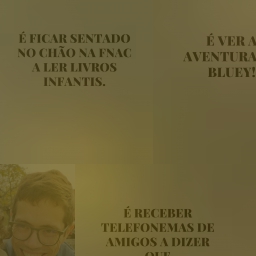 É FICAR SENTADO
NO CHÃO NA FNAC
A LER LIVROS
INFANTIS.
É VER A
AVENTURA
BLUEY!
É RECEBER
TELEFONEMAS DE
AMIGOS A DIZER
QUE